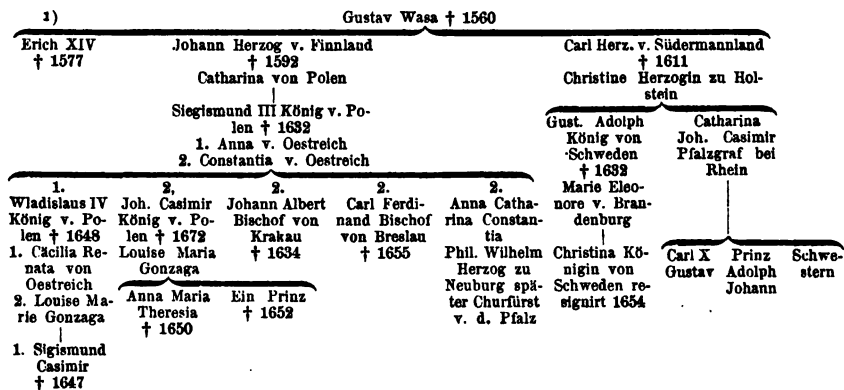 1) Gustav Wasa † 1560
Erich XIV
† 1577
Johann Herzog v. Finnland
† 1592
Catharina von Polen
Siegismund III König v. Po-
len † 1632
1. Anna v. Oestreich
2. Constantia v. Oestreich
1.
Wladislaus IV
König v. Po-
len † 1648
1. Cäcilia Re-
nata von
Oestreich
2. Louise Ma-
rie Gonzaga
1. Sigismund
Casimir
† 1647
2,
Joh. Casimir
König v. Po-
len † 1672
Louise Maria
Gonzaga
Anna Maria
Theresia
† 1650
Ein Prinz
† 1652
2.
Johann Albert
Bischof von
Krakau
† 1634
2.
Carl Ferdi-
nand Bischof
von Breslau
† 1655
2.
Anna Catha-
rina Constan-
tia
Phil. Wilhelm
Herzog zu
Neuburg spä-
ter Churfürst
v. d. Pfalz
Carl Herz. v. Südermannland
† 1611
Christine Herzogin zu Hol-
stein
Gust. Adolph
König von
Schweden
† 1632
Marie Eleo-
nore v. Bran-
denburg
Christina Kö-
nigin von
Schweden re-
signirt 1654
Catharina
Joh. Casimir
Pfalzgraf bei
Rhein
Carl X
Gustav
Prinz
Adolph
Johann
Schwe-
stern